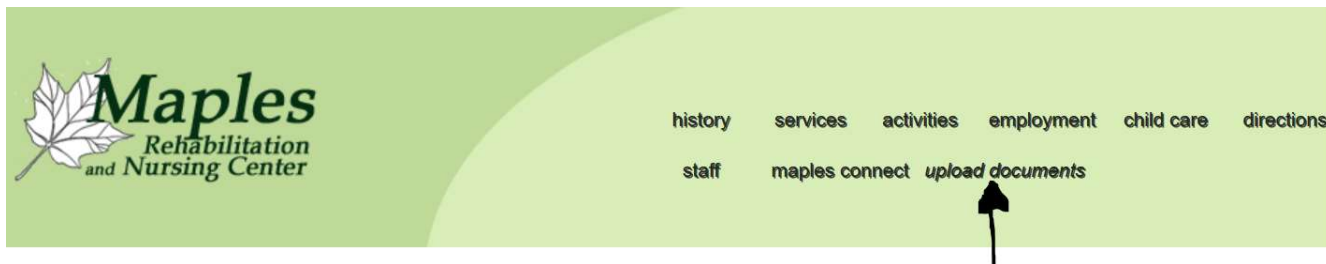 Maples
Rehabilitation
and Nursing Center
history services activities employment child care directions
staff maples connect upload documents